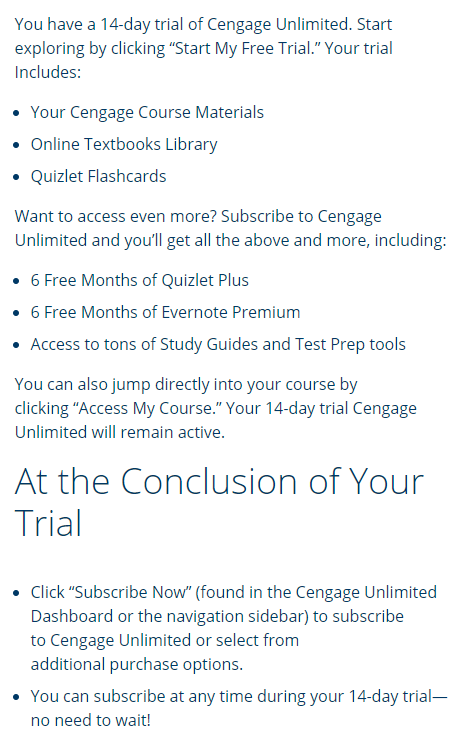 You have a 14-day trial of Cengage Unlimited. Start
exploring by clicking “Start My Free Trial.” Your trial
Includes:
• Your Cengage Course Materials
• Online Textbooks Library
• Quizlet Flashcards
Want to access even more? Subscribe to Cengage
Unlimited and you’ll get all the above and more, including:
• 6 Free Months of Quizlet Plus
• 6 Free Months of Evernote Premium
• Access to tons of Study Guides and Test Prep tools
You can also jump directly into your course by
clicking “Access My Course.” Your 14-day trial Cengage
Unlimited will remain active.
At the Conclusion of Your
Trial
• Click “Subscribe Now” (found in the Cengage Unlimited
Dashboard or the navigation sidebar) to subscribe
to Cengage Unlimited or select from
additional purchase options.
• You can subscribe at any time during your 14-day trial—
no need to wait!